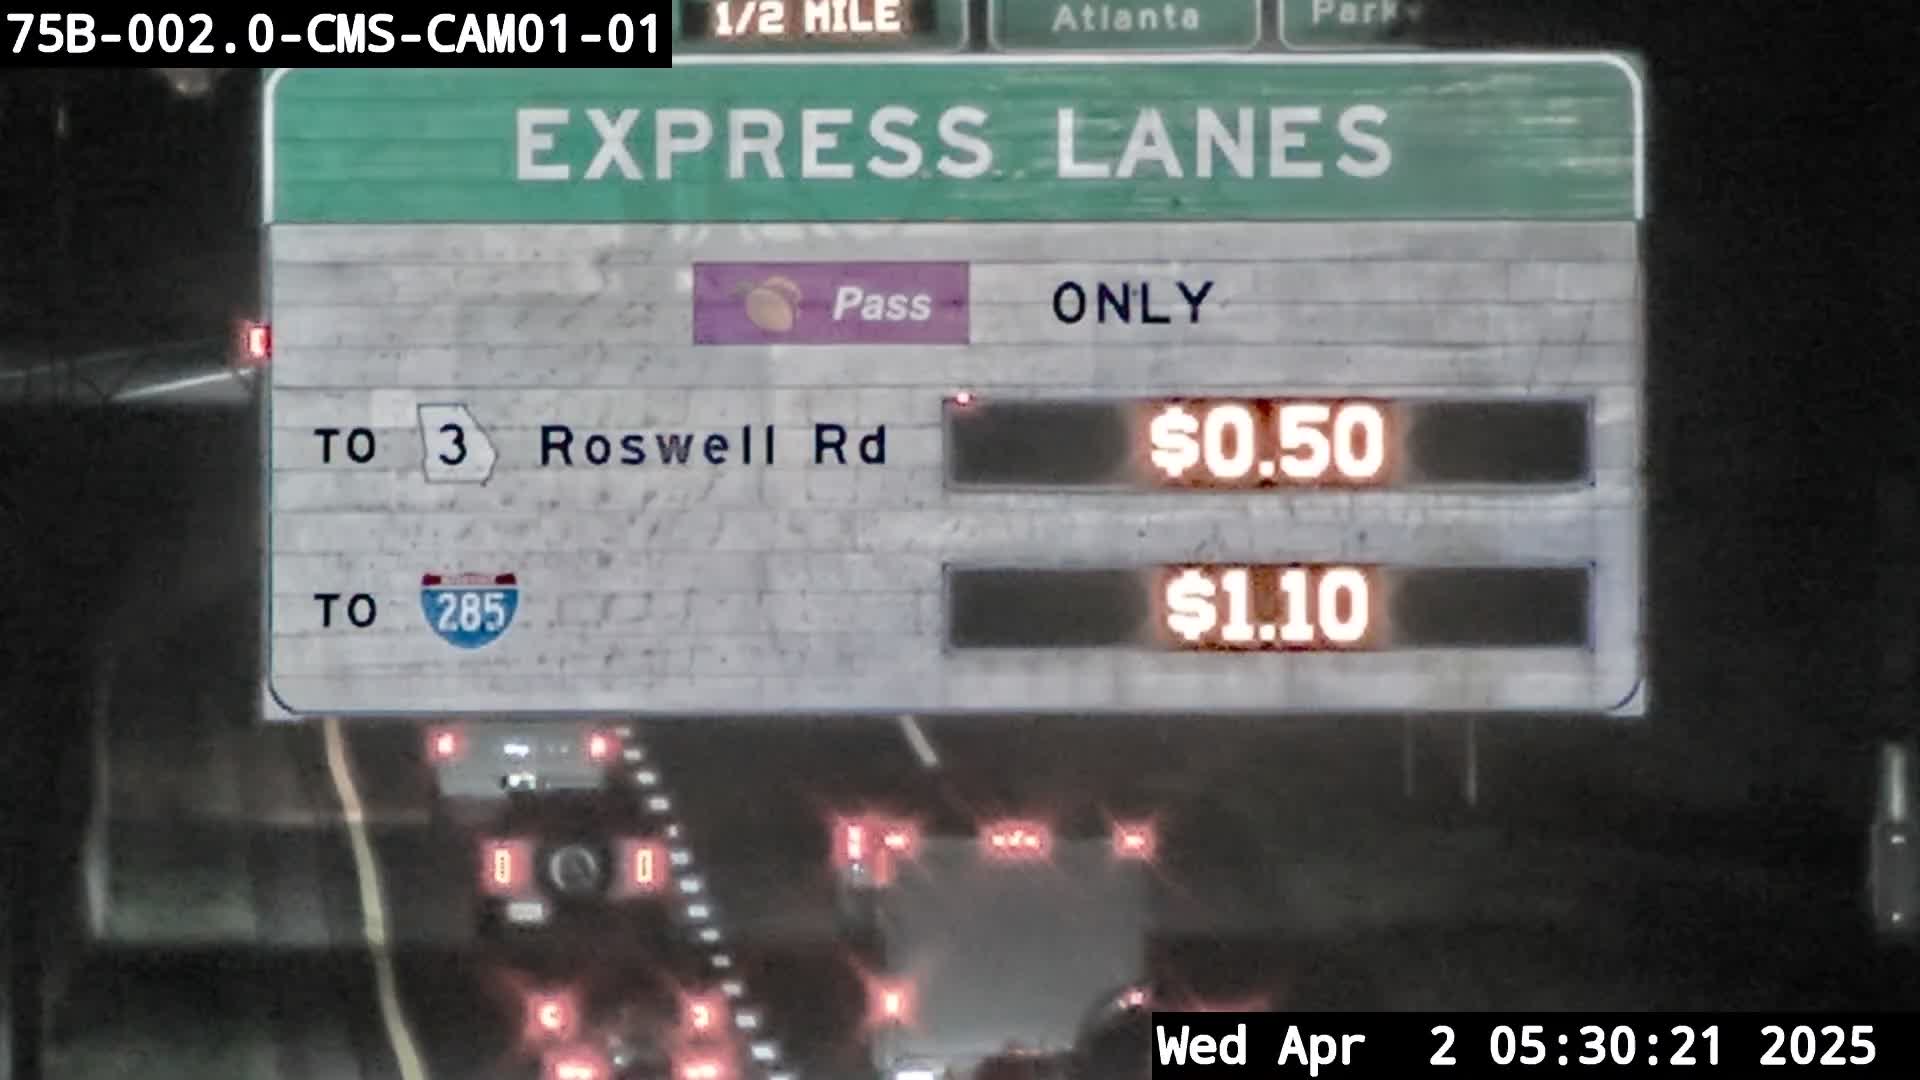 75B-002.0-CMS-CAM01-01
1/2 MILE
Atlanta
Park
EXPRESS LANES
Pass ONLY
TO 3 Roswell Rd $0.50
TO 285 $1.10
Wed Apr 2 05:30:21 2025